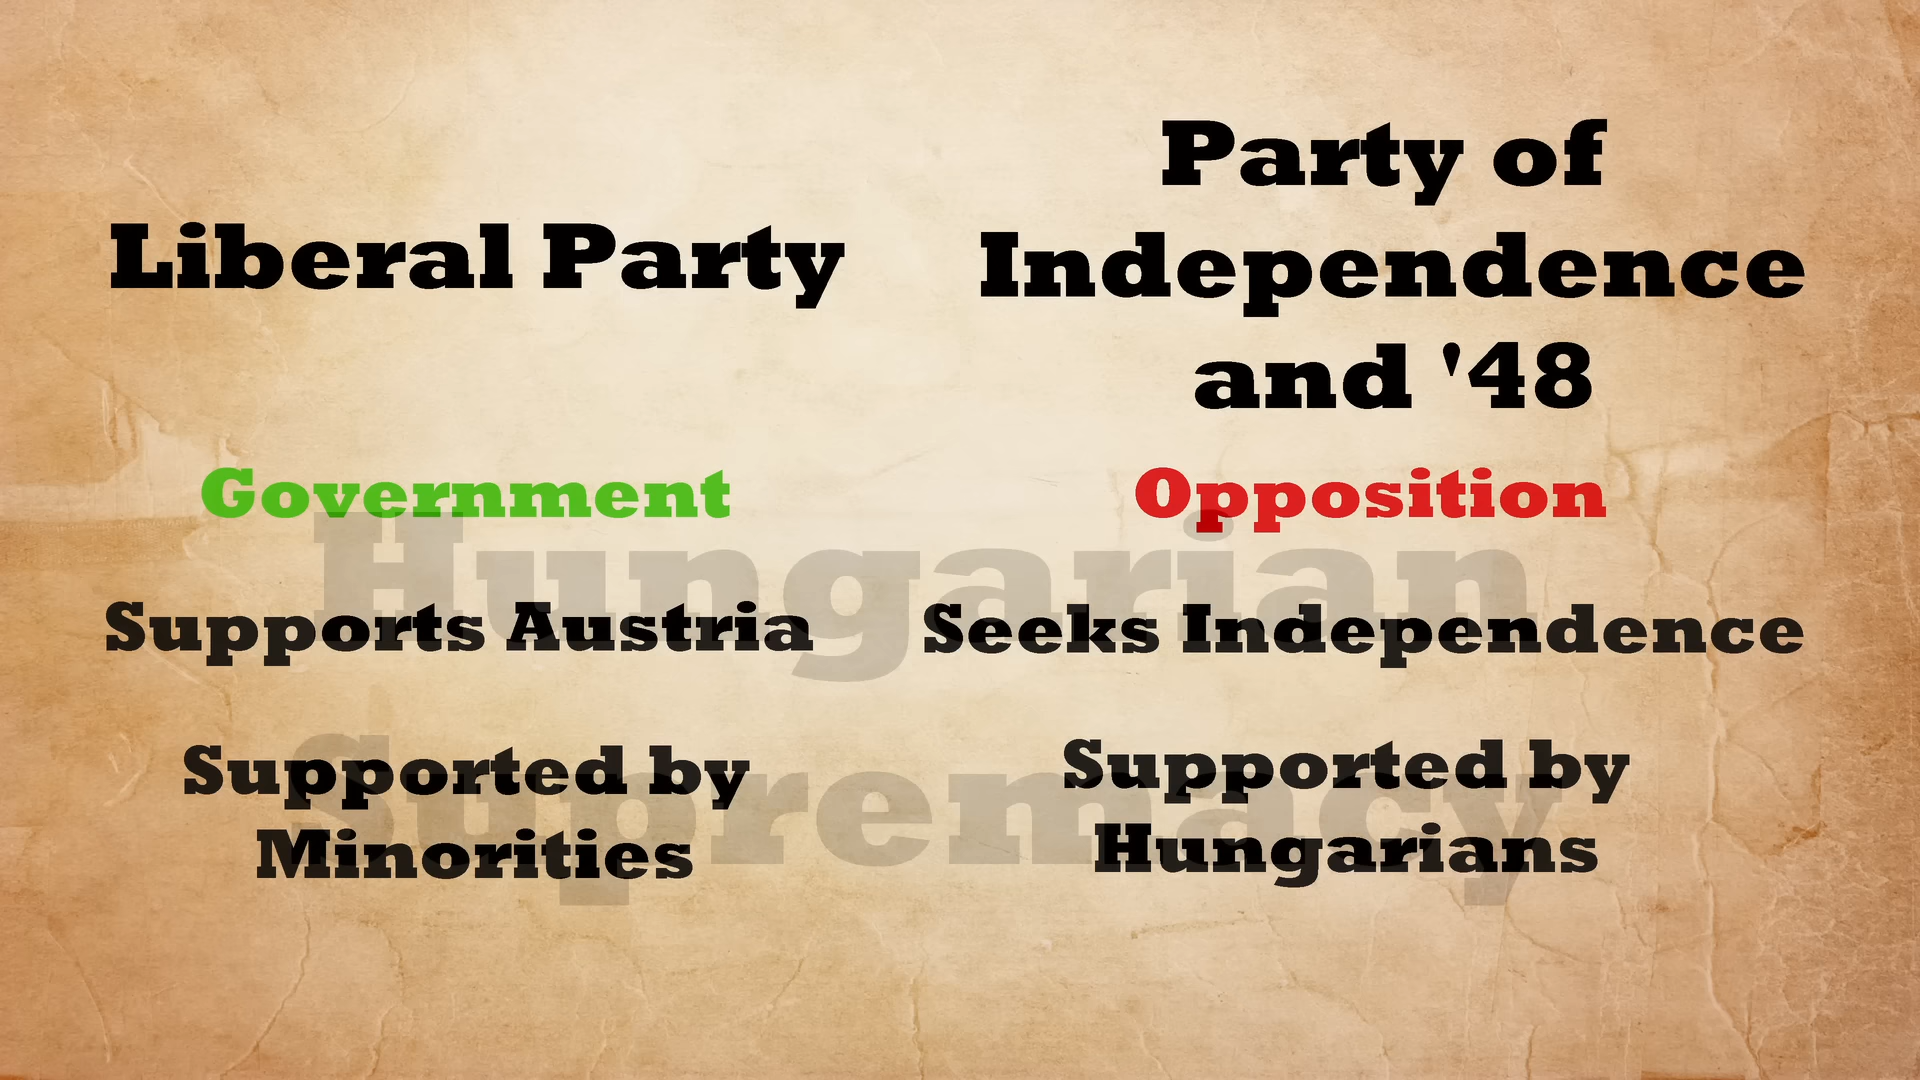 Liberal Party
Government
Supports Austria
Supported by
Minorities
Party of
Independence
and '48
Opposition
Seeks Independence
Supported by
Hungarians
Hungarian
Supremacy